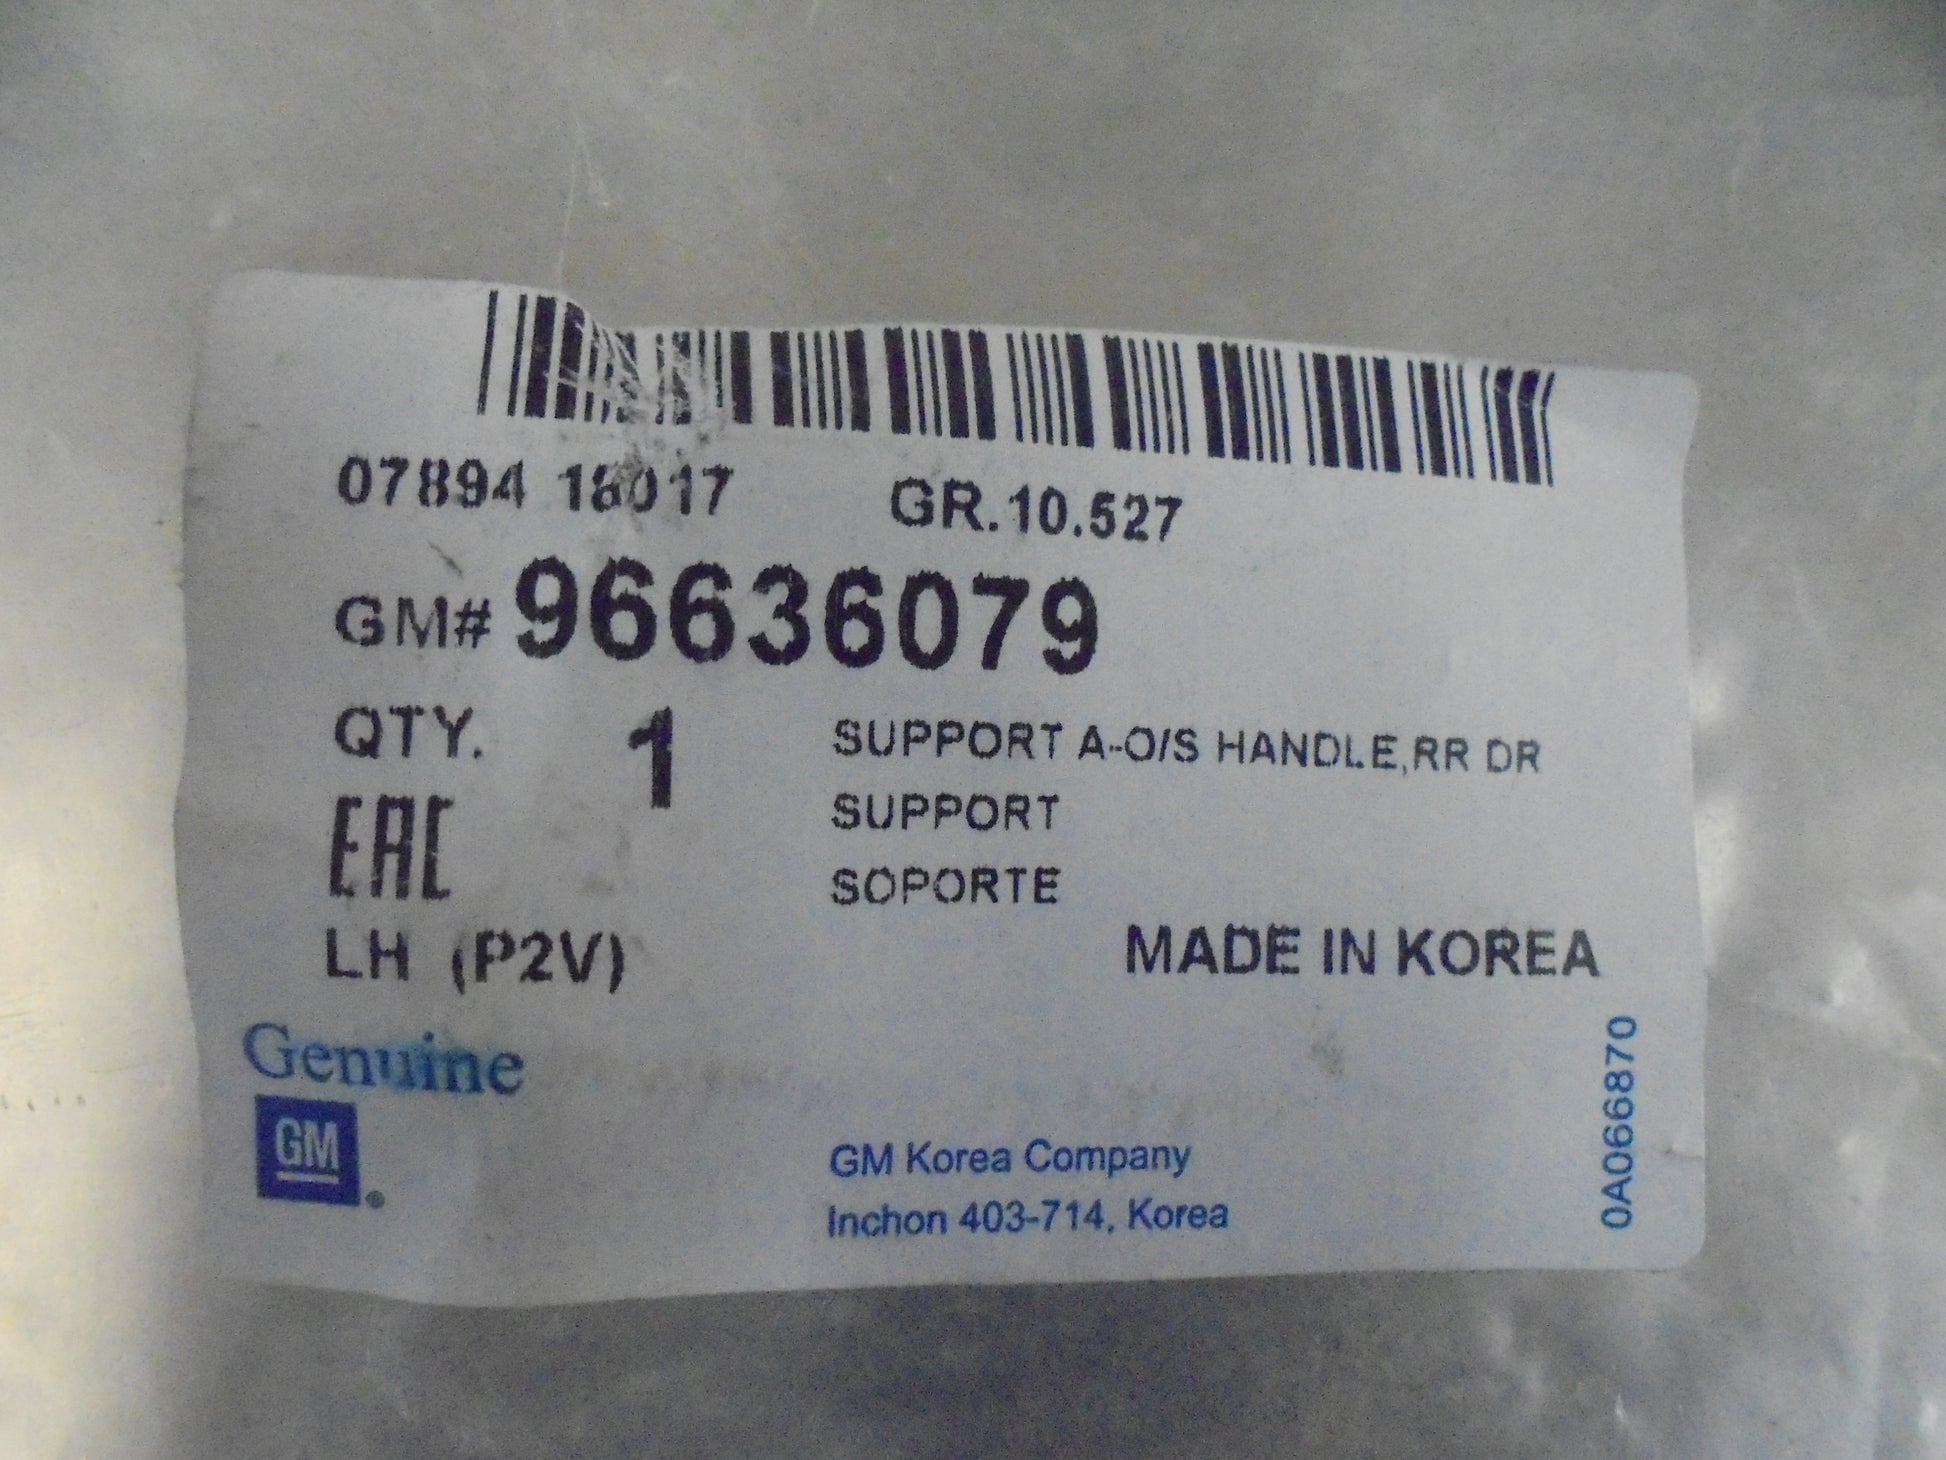 07894 GR.10.527
GM# 96636079
QTY. 1 SUPPORT A-O/S HANDLE,RR DR
SUPPORT
EAC
SOPORTE
LH (P2V) MADE IN KOREA
Genuine
GM
GM Korea Company
Inchon 403-714, Korea
0A066870